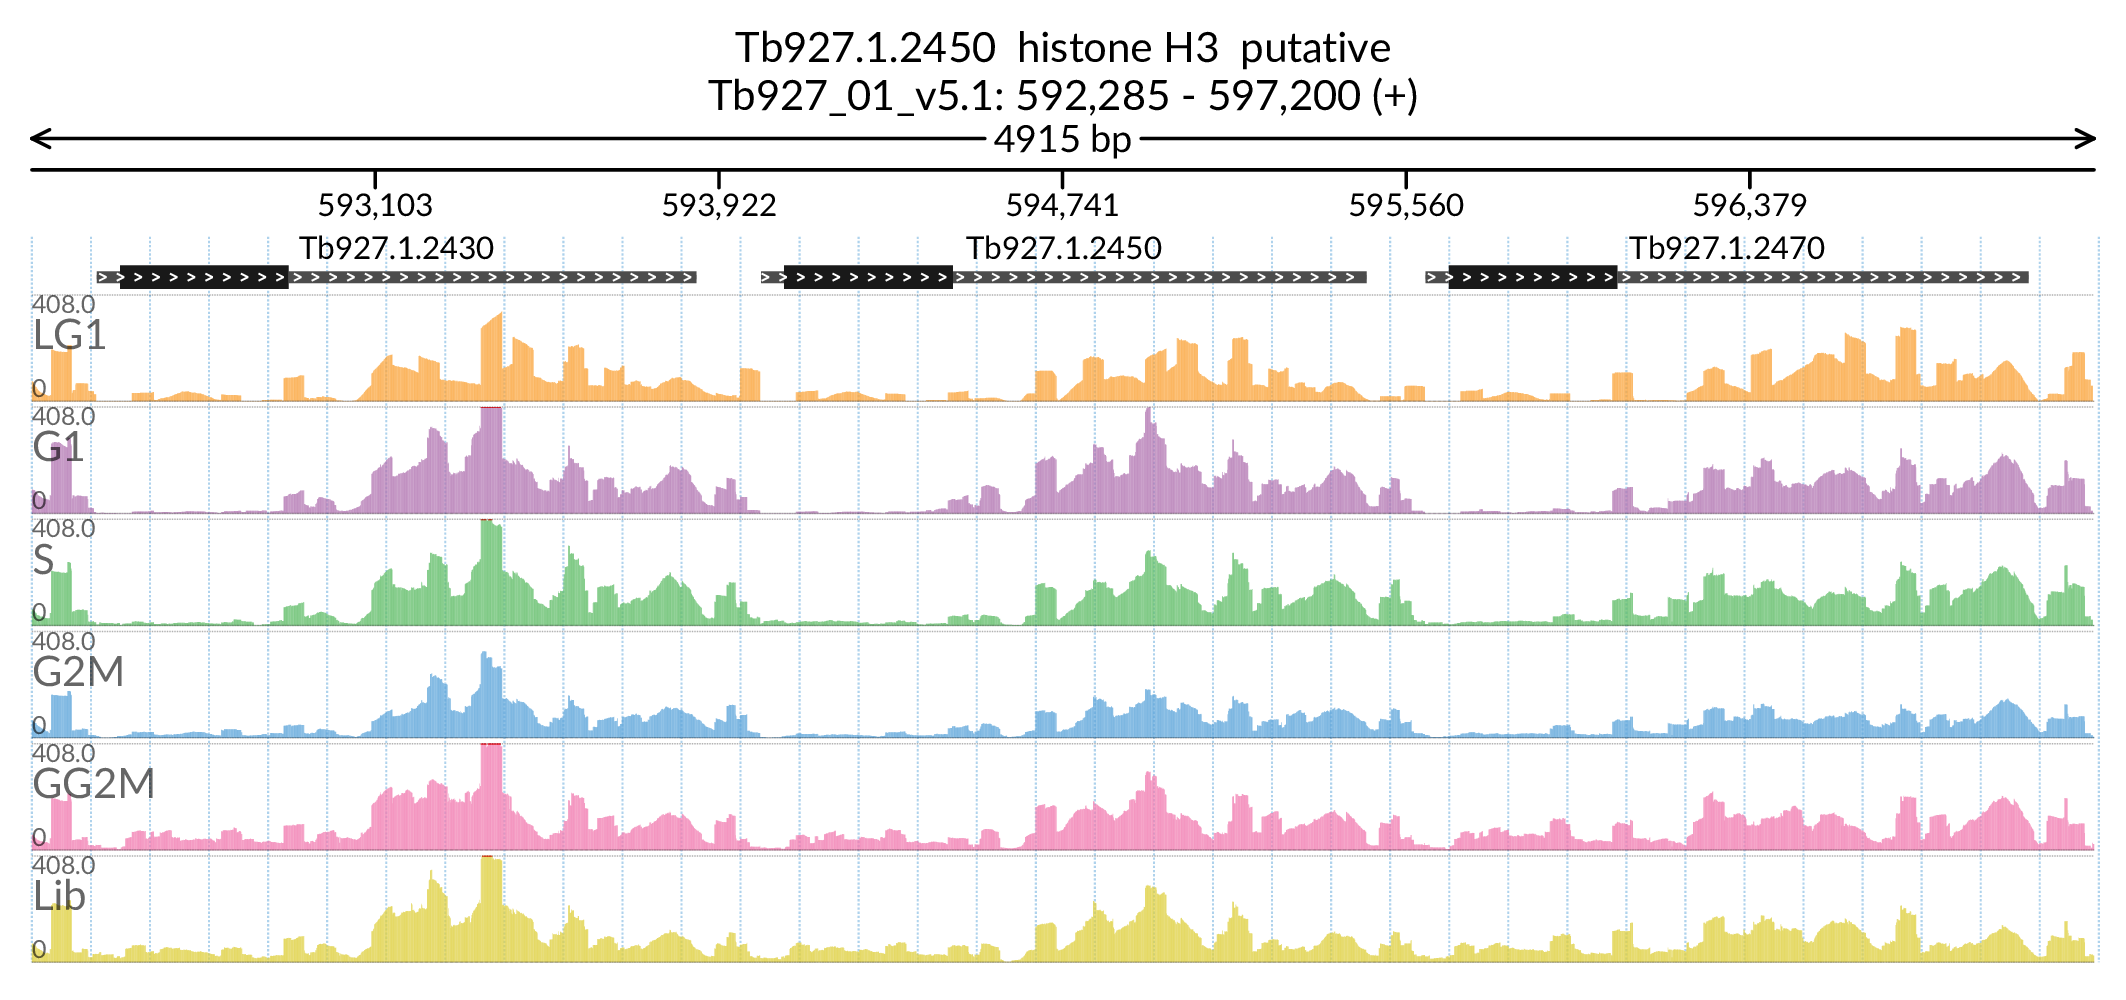 Tb927.1.2450 histone H3 putative
Tb927_01_v5.1: 592,285 - 597,200 (+)
4915 bp
593,103 593,922 594,741 595,560 596,379
Tb927.1.2430 Tb927.1.2450 Tb927.1.2470
408.0
LG1
0
408.0
G1
0
408.0
S
0
408.0
G2M
0
408.0
GG2M
0
408.0
Lib
0